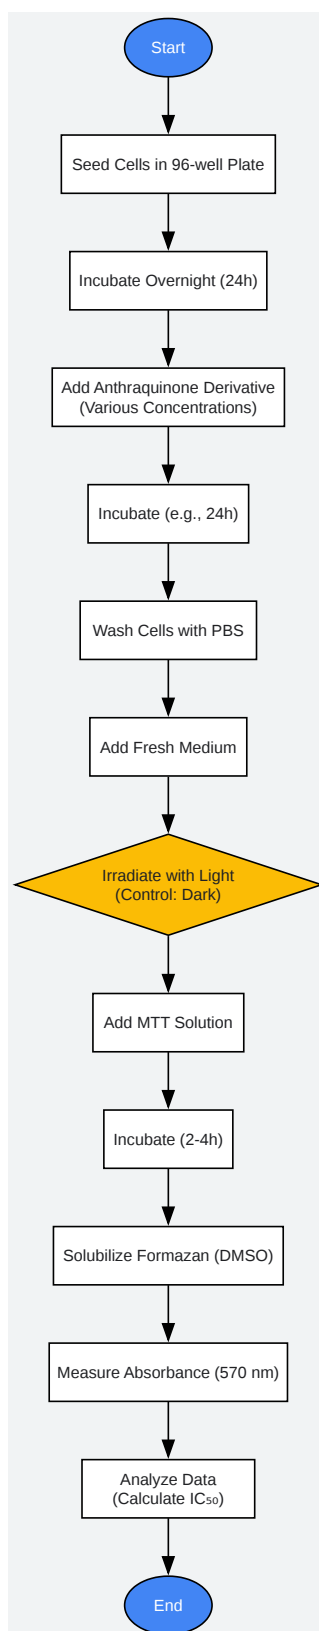 Start
Seed Cells in 96-well Plate
Incubate Overnight (24h)
Add Anthraquinone Derivative
(Various Concentrations)
Incubate (e.g., 24h)
Wash Cells with PBS
Add Fresh Medium
Irradiate with Light
(Control: Dark)
Add MTT Solution
Incubate (2-4h)
Solubilize Formazan (DMSO)
Measure Absorbance (570 nm)
Analyze Data
(Calculate IC₅₀)
End